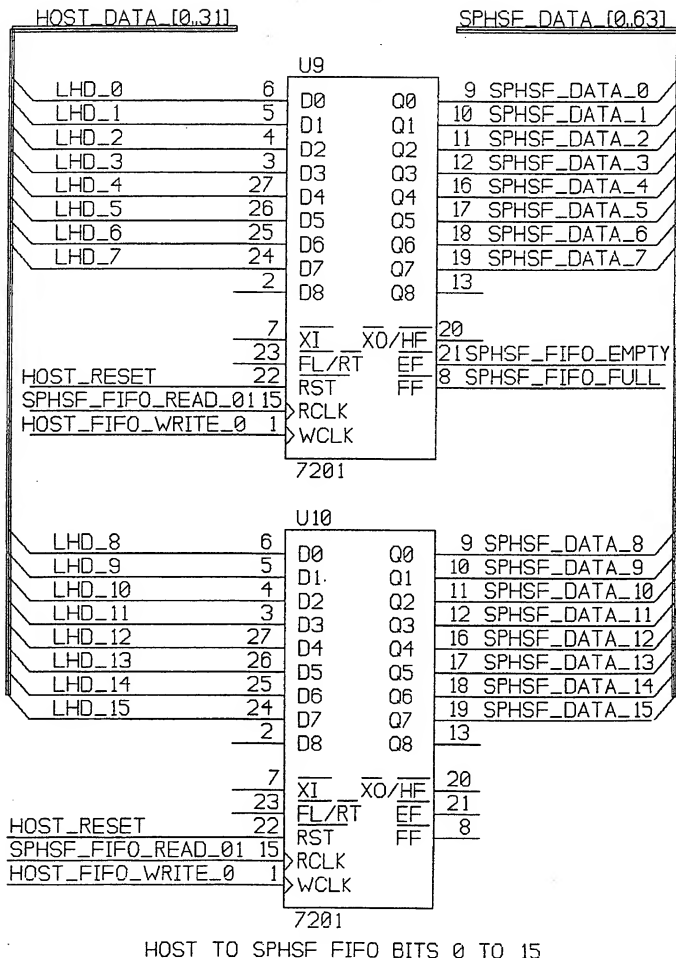 HOST_DATA_[0..31] SPHSF_DATA_[0..63]
U9
LHD_0 6 D0 Q0 9 SPHSF_DATA_0
LHD_1 5 D1 Q1 10 SPHSF_DATA_1
LHD_2 4 D2 Q2 11 SPHSF_DATA_2
LHD_3 3 D3 Q3 12 SPHSF_DATA_3
LHD_4 27 D4 Q4 16 SPHSF_DATA_4
LHD_5 26 D5 Q5 17 SPHSF_DATA_5
LHD_6 25 D6 Q6 18 SPHSF_DATA_6
LHD_7 24 D7 Q7 19 SPHSF_DATA_7
2 D8 Q8 13
7 XI XO/HF 20
23 FL/RT EF 21 SPHSF_FIFO_EMPTY
HOST_RESET 22 RST FF 8 SPHSF_FIFO_FULL
SPHSF_FIFO_READ_01 15 RCLK
HOST_FIFO_WRITE_0 1 WCLK
7201
U10
LHD_8 6 D0 Q0 9 SPHSF_DATA_8
LHD_9 5 D1 Q1 10 SPHSF_DATA_9
LHD_10 4 D2 Q2 11 SPHSF_DATA_10
LHD_11 3 D3 Q3 12 SPHSF_DATA_11
LHD_12 27 D4 Q4 16 SPHSF_DATA_12
LHD_13 26 D5 Q5 17 SPHSF_DATA_13
LHD_14 25 D6 Q6 18 SPHSF_DATA_14
LHD_15 24 D7 Q7 19 SPHSF_DATA_15
2 D8 Q8 13
7 XI XO/HF 20
23 FL/RT EF 21
HOST_RESET 22 RST FF 8
SPHSF_FIFO_READ_01 15 RCLK
HOST_FIFO_WRITE_0 1 WCLK
7201
HOST TO SPHSF FIFO BITS 0 TO 15